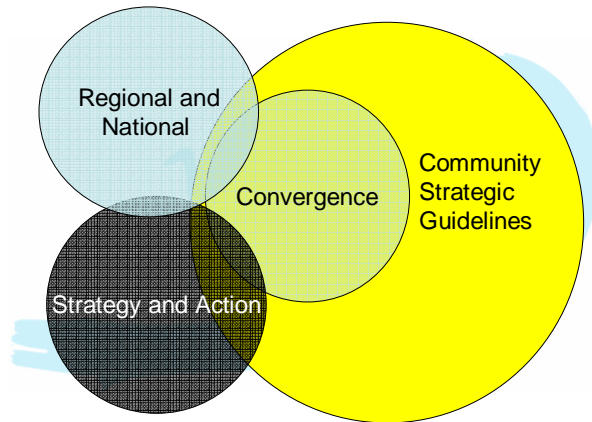 Regional and
National
Convergence
Community
Strategic
Guidelines
Strategy and Action